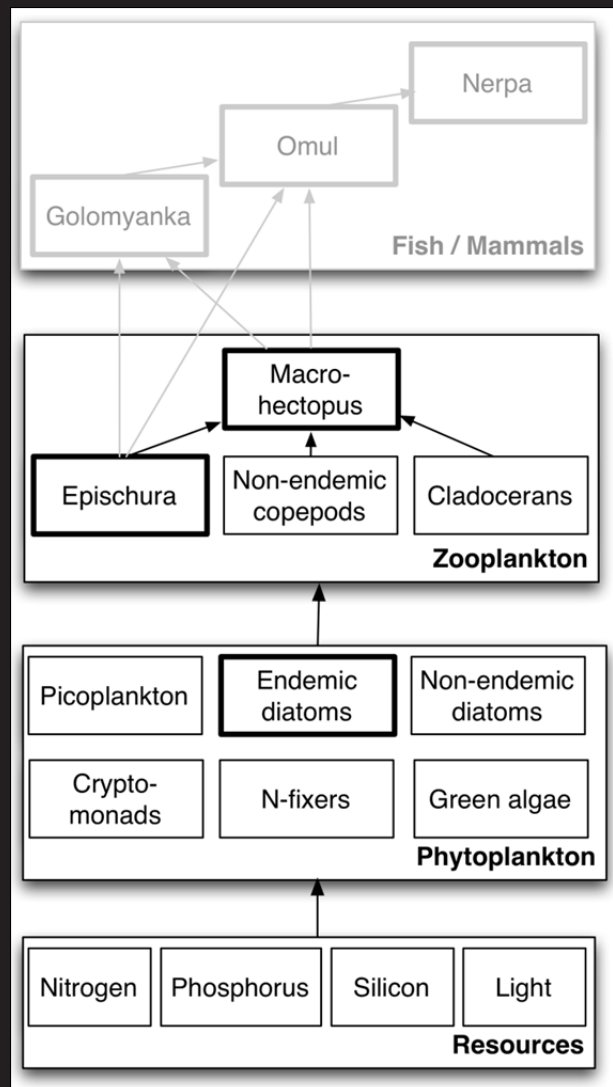 Nerpa
Omul
Golomyanka
Fish / Mammals
Macro-
hectopus
Epischura
Non-endemic
copepods
Cladocerans
Zooplankton
Picoplankton
Endemic
diatoms
Non-endemic
diatoms
Crypto-
monads
N-fixers
Green algae
Phytoplankton
Nitrogen
Phosphorus
Silicon
Light
Resources